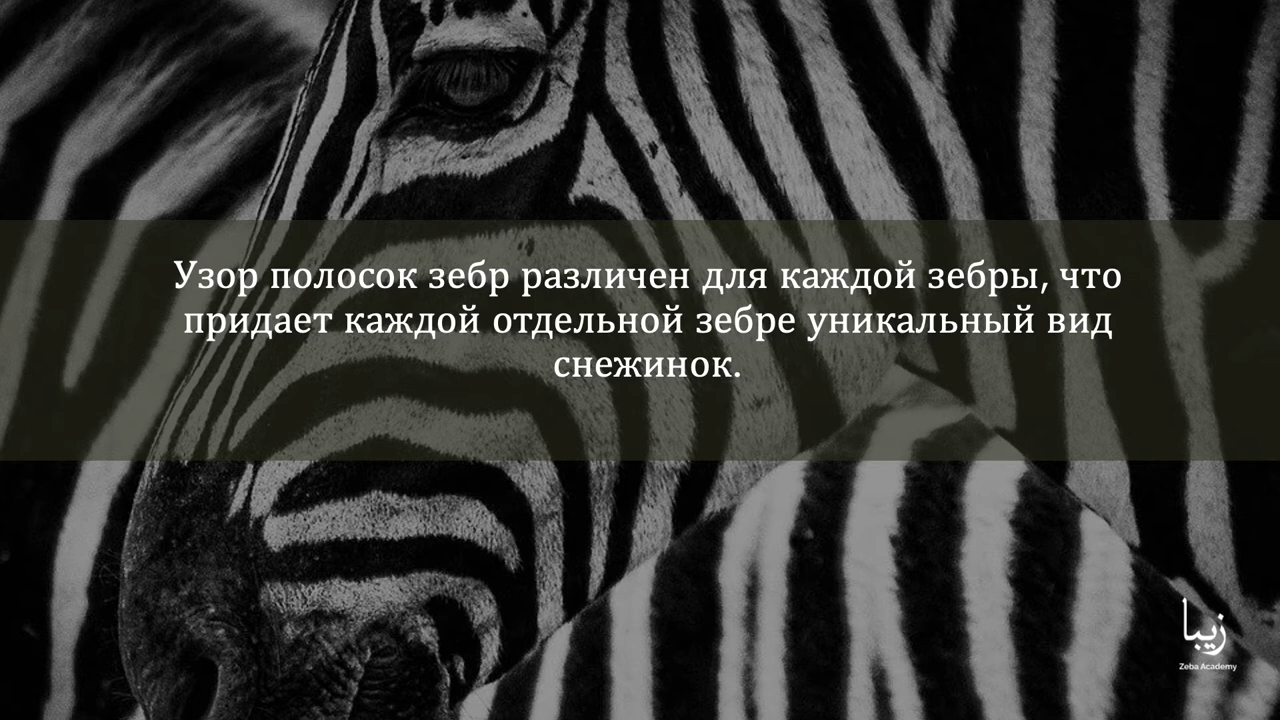 Узор полосок зебр различен для каждой зебры, что
придает каждой отдельной зебре уникальный вид
снежинок.
زیبا
Zeba Academy